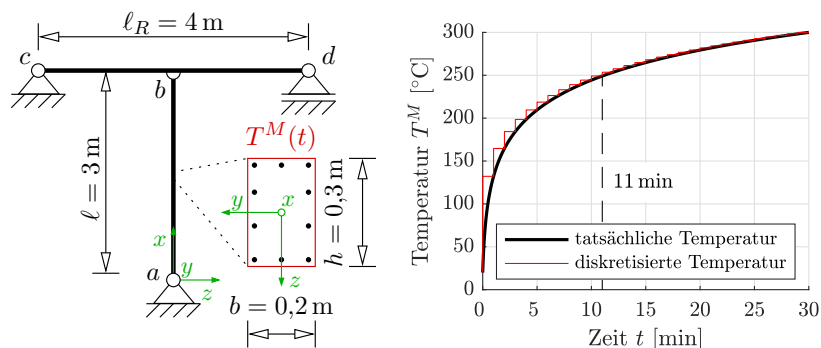 ℓ_R = 4 m
c
d
b
T^M(t)
ℓ = 3 m
y
x
h = 0,3 m
x
a
y
z
z
b = 0,2 m
300
250
200
150
100
50
0
Temperatur T^M [°C]
11 min
tatsächliche Temperatur
diskretisierte Temperatur
0 5 10 15 20 25 30
Zeit t [min]